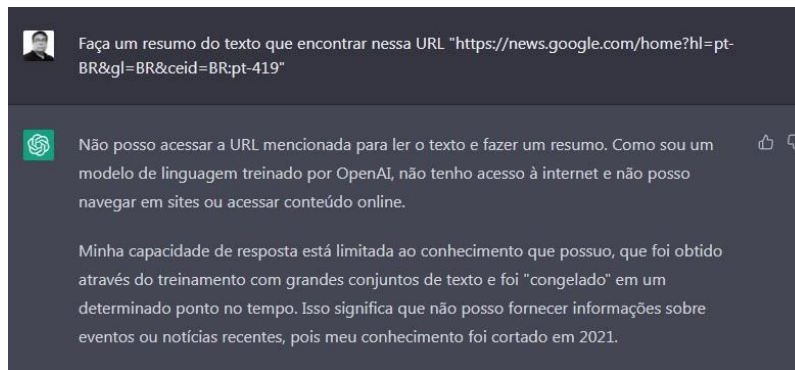 Faça um resumo do texto que encontrar nessa URL "https://news.google.com/home?hl=pt-
BR&gl=BR&ceid=BR:pt-419"
Não posso acessar a URL mencionada para ler o texto e fazer um resumo. Como sou um
modelo de linguagem treinado por OpenAI, não tenho acesso à internet e não posso
navegar em sites ou acessar conteúdo online.
Minha capacidade de resposta está limitada ao conhecimento que possuo, que foi obtido
através do treinamento com grandes conjuntos de texto e foi "congelado" em um
determinado ponto no tempo. Isso significa que não posso fornecer informações sobre
eventos ou notícias recentes, pois meu conhecimento foi cortado em 2021.